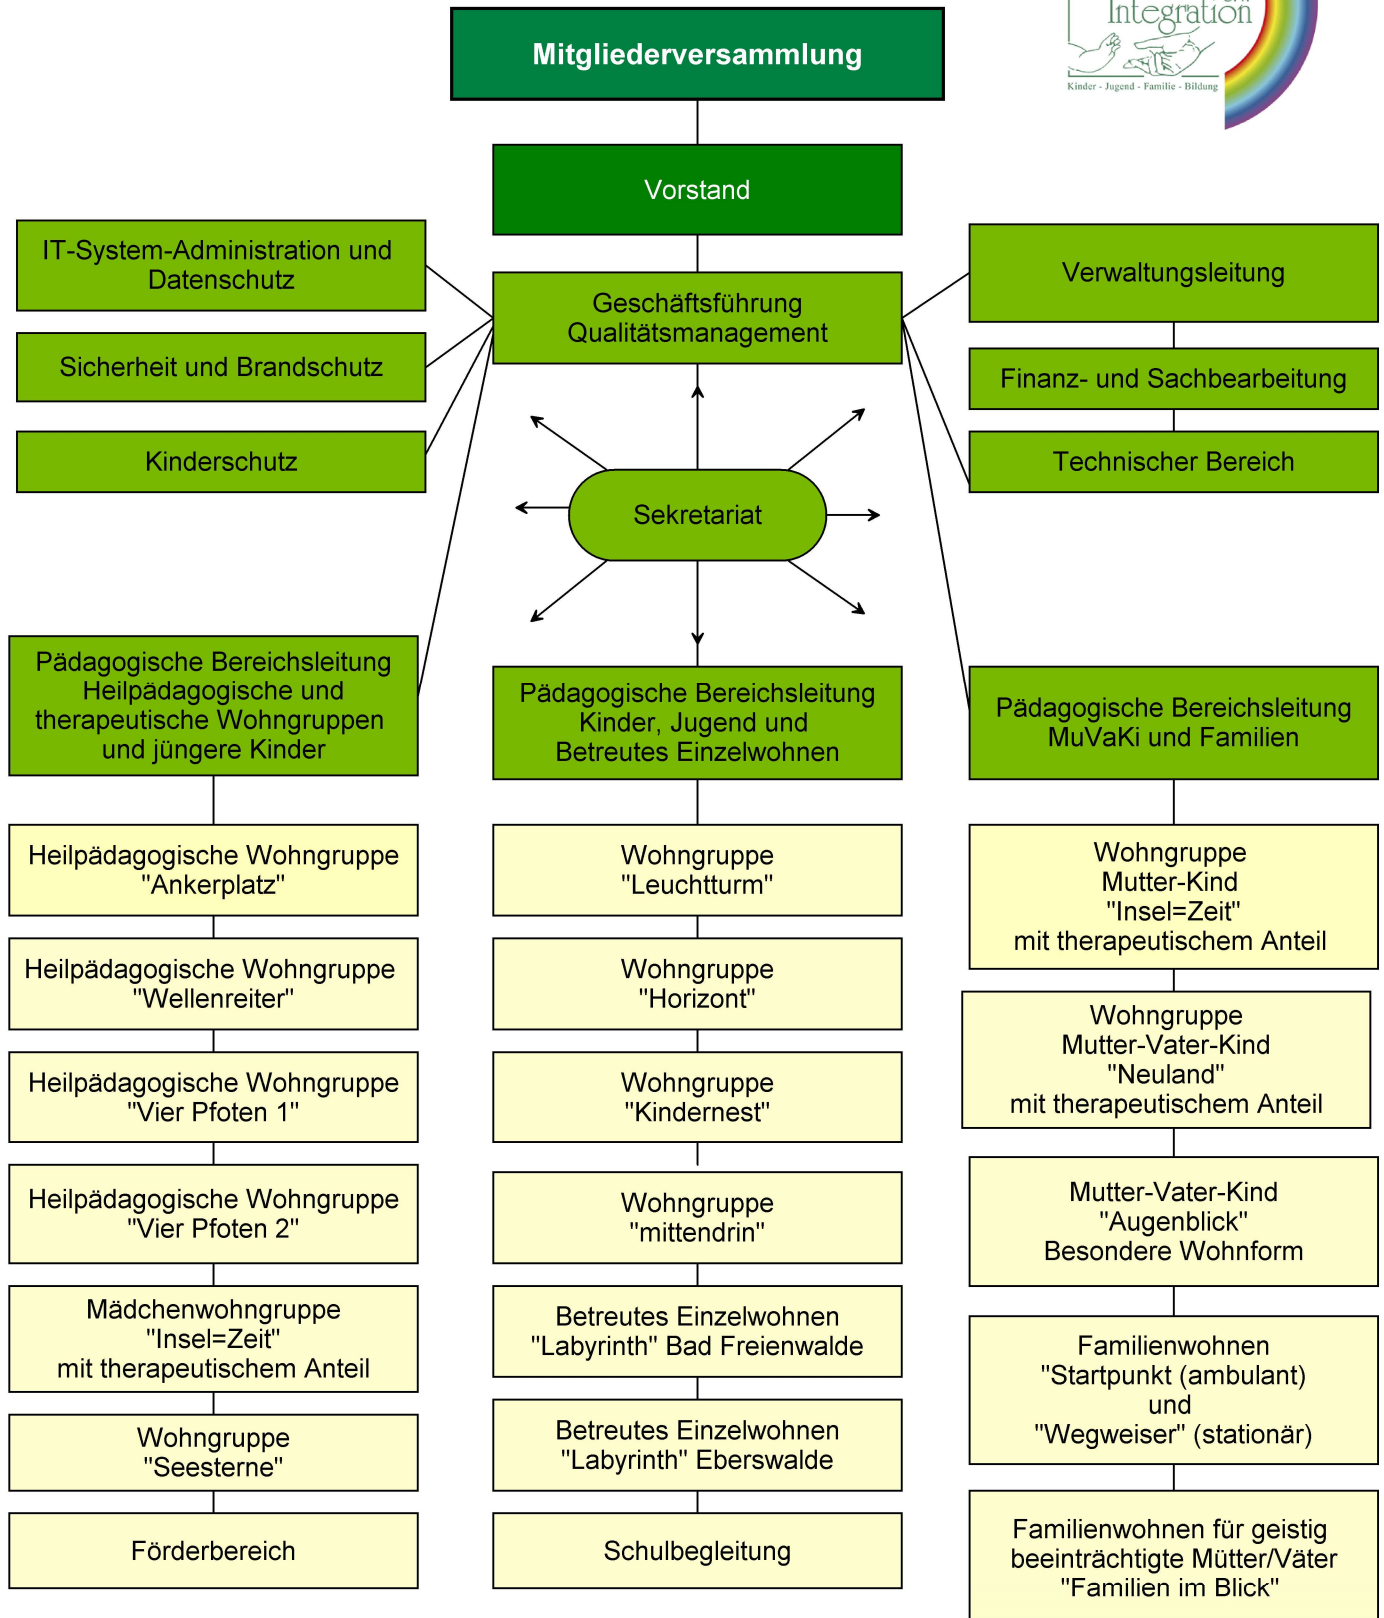 Integration
Kinder - Jugend - Familie - Bildung
Mitgliederversammlung
Vorstand
IT-System-Administration und
Datenschutz
Sicherheit und Brandschutz
Kinderschutz
Geschäftsführung
Qualitätsmanagement
Verwaltungsleitung
Finanz- und Sachbearbeitung
Technischer Bereich
Sekretariat
Pädagogische Bereichsleitung
Heilpädagogische und
therapeutische Wohngruppen
und jüngere Kinder
Heilpädagogische Wohngruppe
"Ankerplatz"
Heilpädagogische Wohngruppe
"Wellenreiter"
Heilpädagogische Wohngruppe
"Vier Pfoten 1"
Heilpädagogische Wohngruppe
"Vier Pfoten 2"
Mädchenwohngruppe
"Insel=Zeit"
mit therapeutischem Anteil
Wohngruppe
"Seesterne"
Förderbereich
Pädagogische Bereichsleitung
Kinder, Jugend und
Betreutes Einzelwohnen
Wohngruppe
"Leuchtturm"
Wohngruppe
"Horizont"
Wohngruppe
"Kindernest"
Wohngruppe
"mittendrin"
Betreutes Einzelwohnen
"Labyrinth" Bad Freienwalde
Betreutes Einzelwohnen
"Labyrinth" Eberswalde
Schulbegleitung
Pädagogische Bereichsleitung
MuVaKi und Familien
Wohngruppe
Mutter-Kind
"Insel=Zeit"
mit therapeutischem Anteil
Wohngruppe
Mutter-Vater-Kind
"Neuland"
mit therapeutischem Anteil
Mutter-Vater-Kind
"Augenblick"
Besondere Wohnform
Familienwohnen
"Startpunkt (ambulant)
und
"Wegweiser" (stationär)
Familienwohnen für geistig
beeinträchtigte Mütter/Väter
"Familien im Blick"